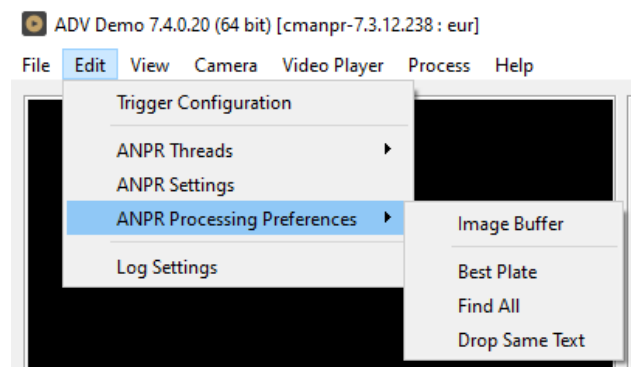 ADV Demo 7.4.0.20 (64 bit) [cmanpr-7.3.12.238 : eur]
File Edit View Camera Video Player Process Help
Trigger Configuration
ANPR Threads
ANPR Settings
ANPR Processing Preferences
Log Settings
Image Buffer
Best Plate
Find All
Drop Same Text